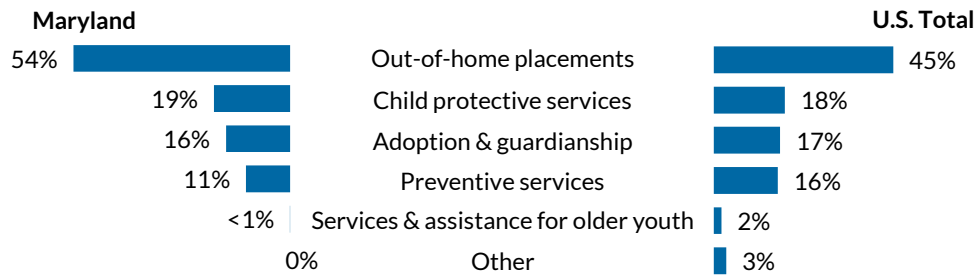 Maryland U.S. Total
54% Out-of-home placements 45%
19% Child protective services 18%
16% Adoption & guardianship 17%
11% Preventive services 16%
<1% Services & assistance for older youth 2%
0% Other 3%